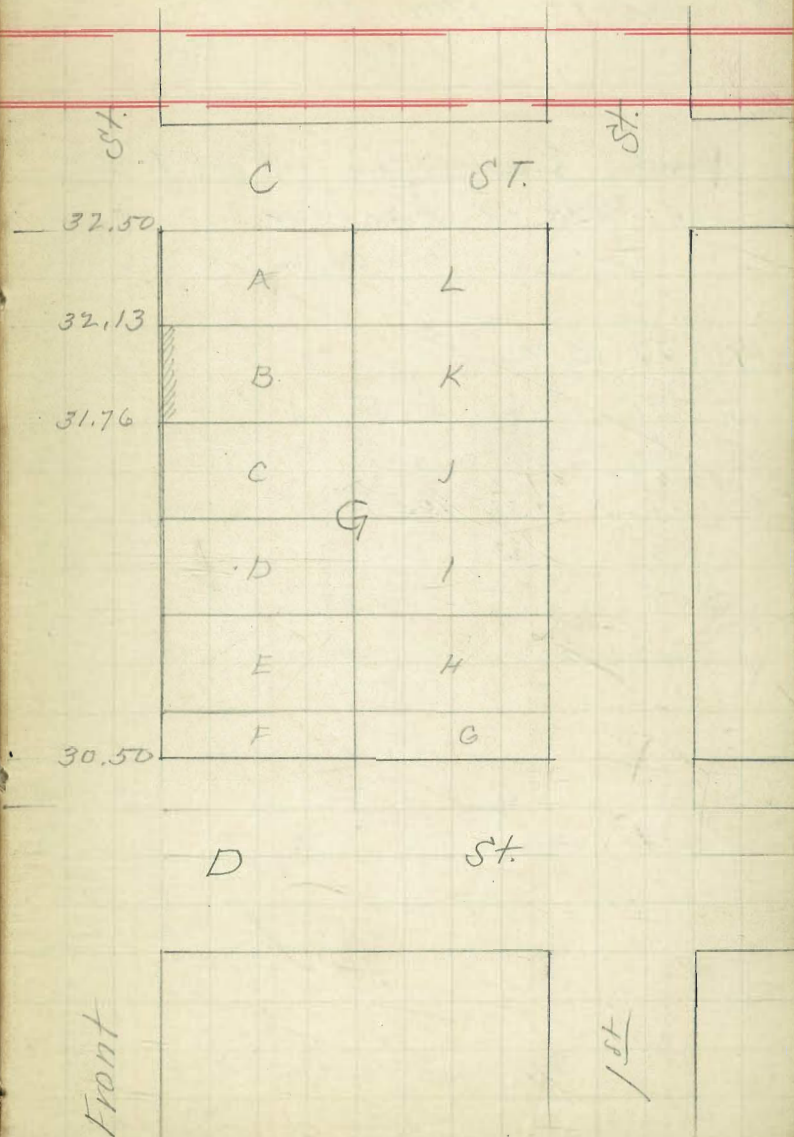 St.
St.
C ST.
32.50
A L
32.13
B K
31.76
C J
G
D I
E H
F G
30.50
D St.
Front
1st